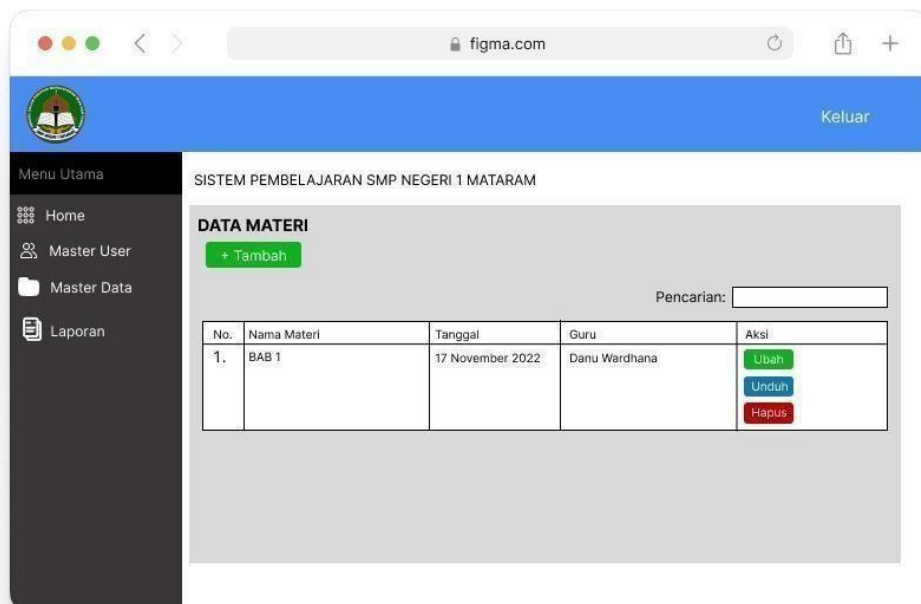 figma.com
Keluar
Menu Utama
Home
Master User
Master Data
Laporan
SISTEM PEMBELAJARAN SMP NEGERI 1 MATARAM
DATA MATERI
+ Tambah
Pencarian:
No. Nama Materi Tanggal Guru Aksi
1. BAB 1 17 November 2022 Danu Wardhana Ubah
Unduh
Hapus